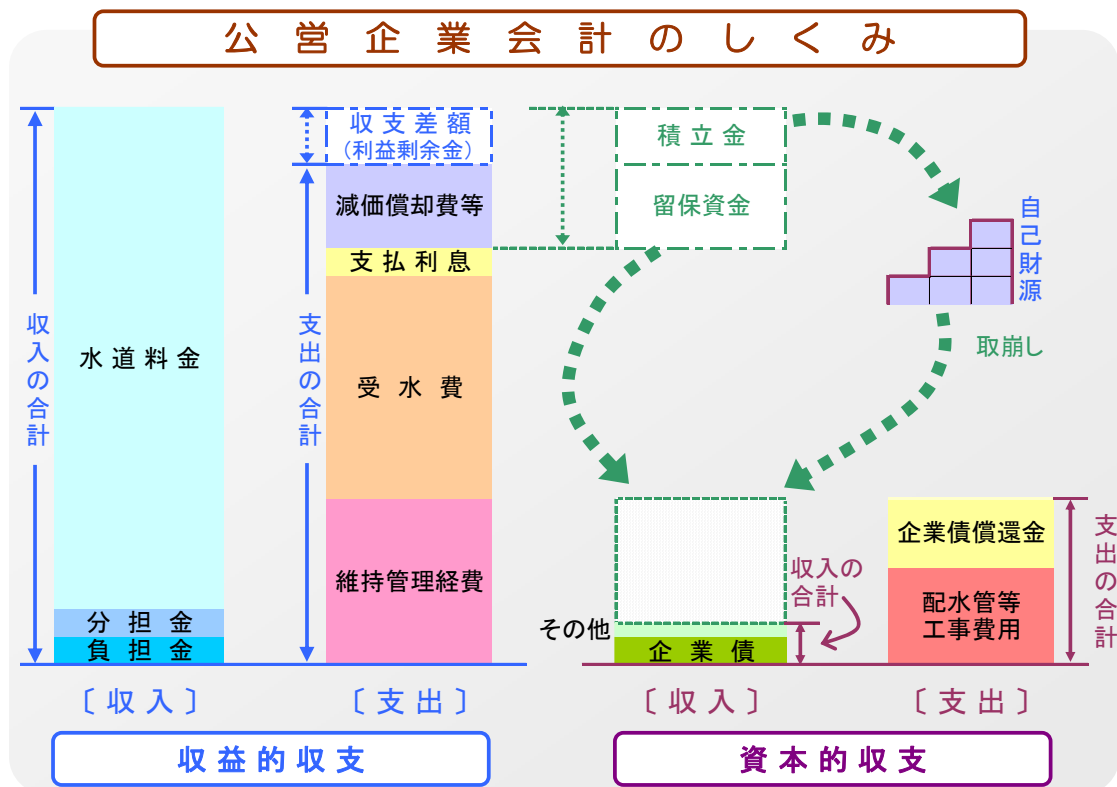 公営企業会計のしくみ
収入の合計
水道料金
分担金
負担金
〔収入〕
支出の合計
収支差額
（利益剰余金）
減価償却費等
支払利息
受水費
維持管理経費
〔支出〕
収益的収支
積立金
留保資金
自己財源
取崩し
収入の
合計
その他
企業債
〔収入〕
企業債償還金
配水管等
工事費用
支出の合計
〔支出〕
資本的収支